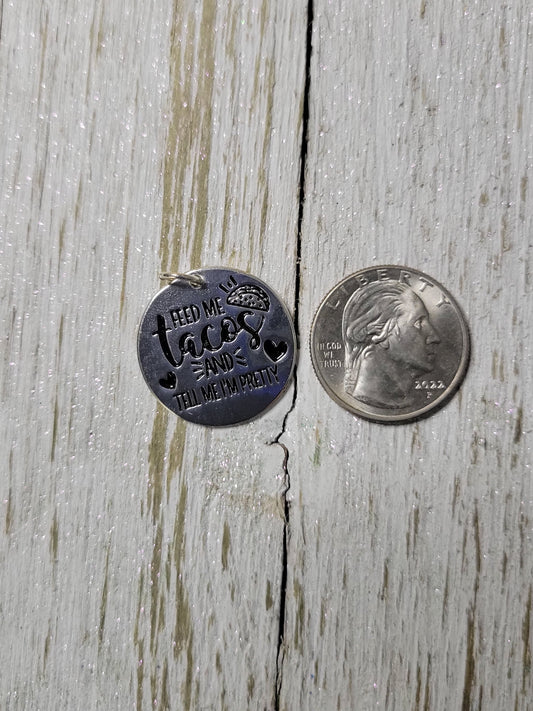 FEED ME
tacos
AND
TELL ME I'M PRETTY
LIBERTY
IN GOD
WE
TRUST
2022
P